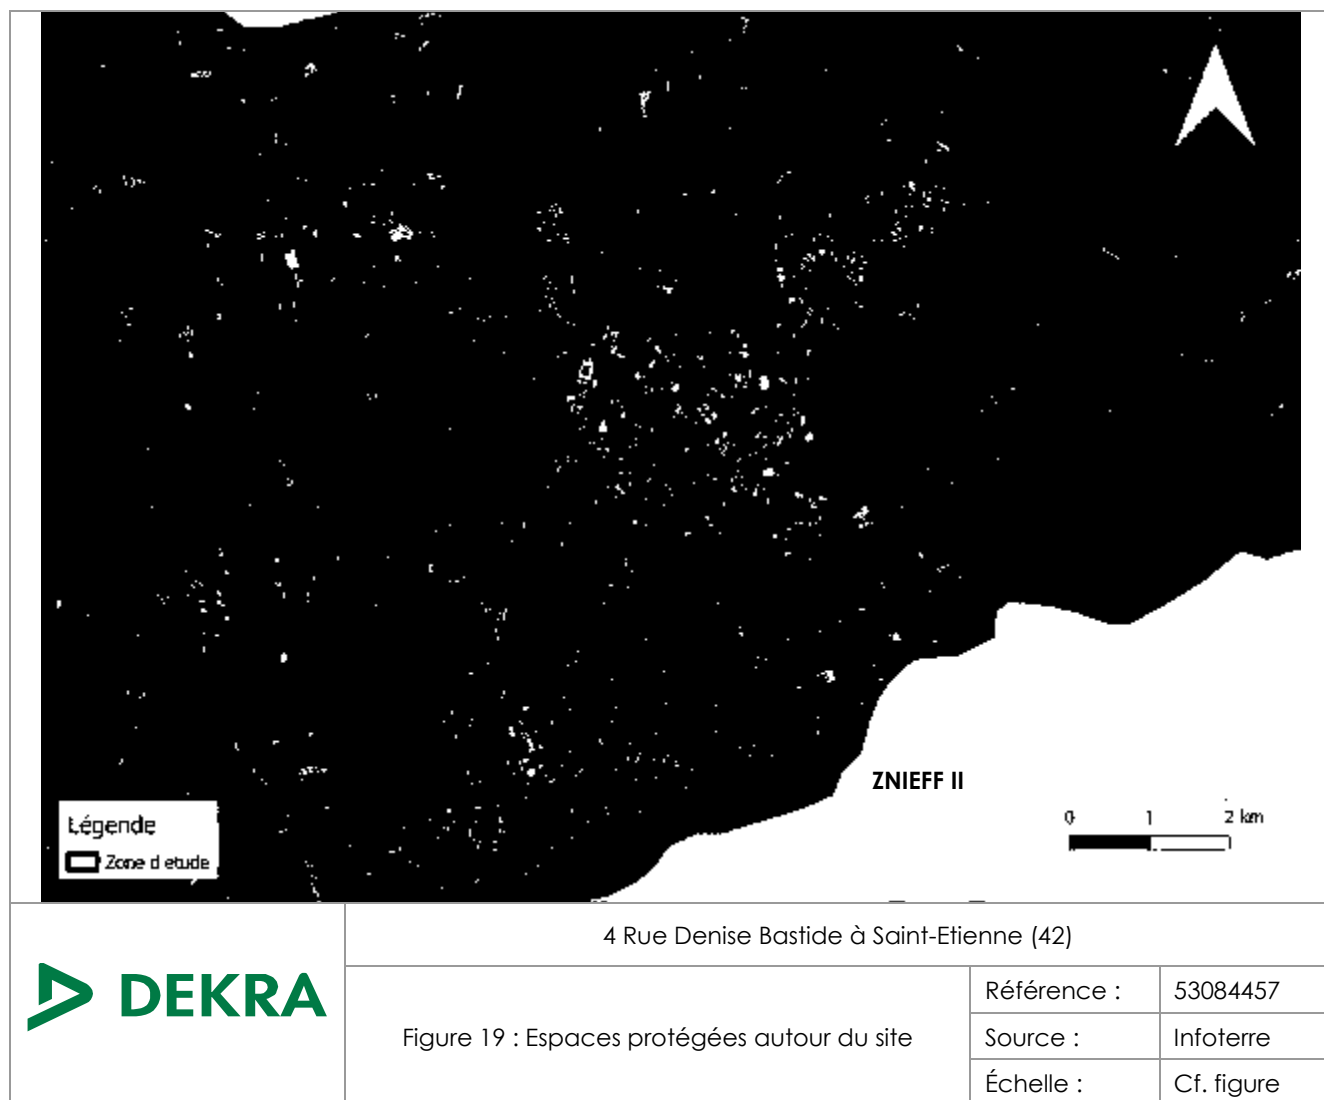 ZNIEFF II
0 1 2 km
Légende
Zone d etude
DEKRA
4 Rue Denise Bastide à Saint-Etienne (42)
Figure 19 : Espaces protégées autour du site
Référence : 53084457
Source : Infoterre
Échelle : Cf. figure